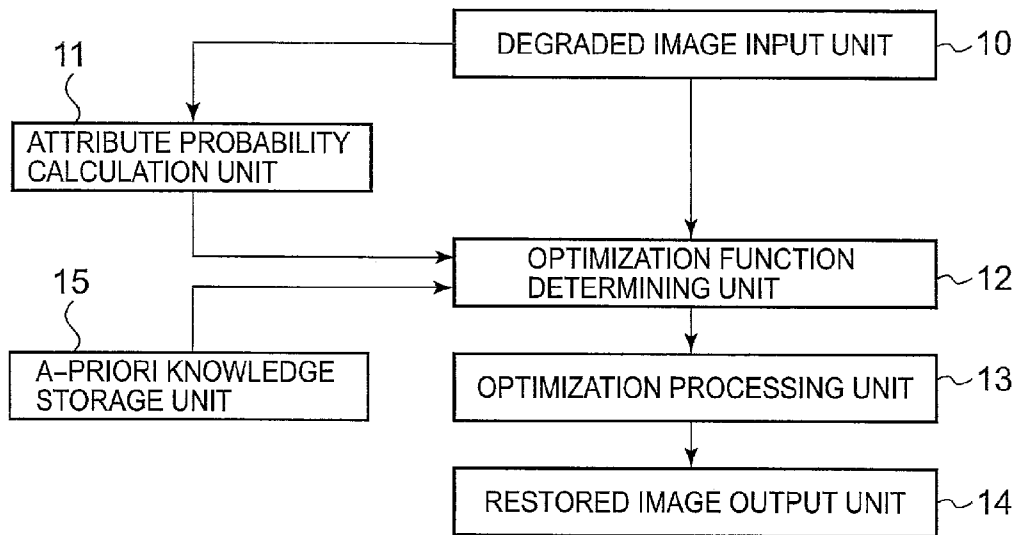 DEGRADED IMAGE INPUT UNIT
10
11
ATTRIBUTE PROBABILITY
CALCULATION UNIT
OPTIMIZATION FUNCTION
DETERMINING UNIT
12
15
A-PRIORI KNOWLEDGE
STORAGE UNIT
OPTIMIZATION PROCESSING UNIT
13
RESTORED IMAGE OUTPUT UNIT
14